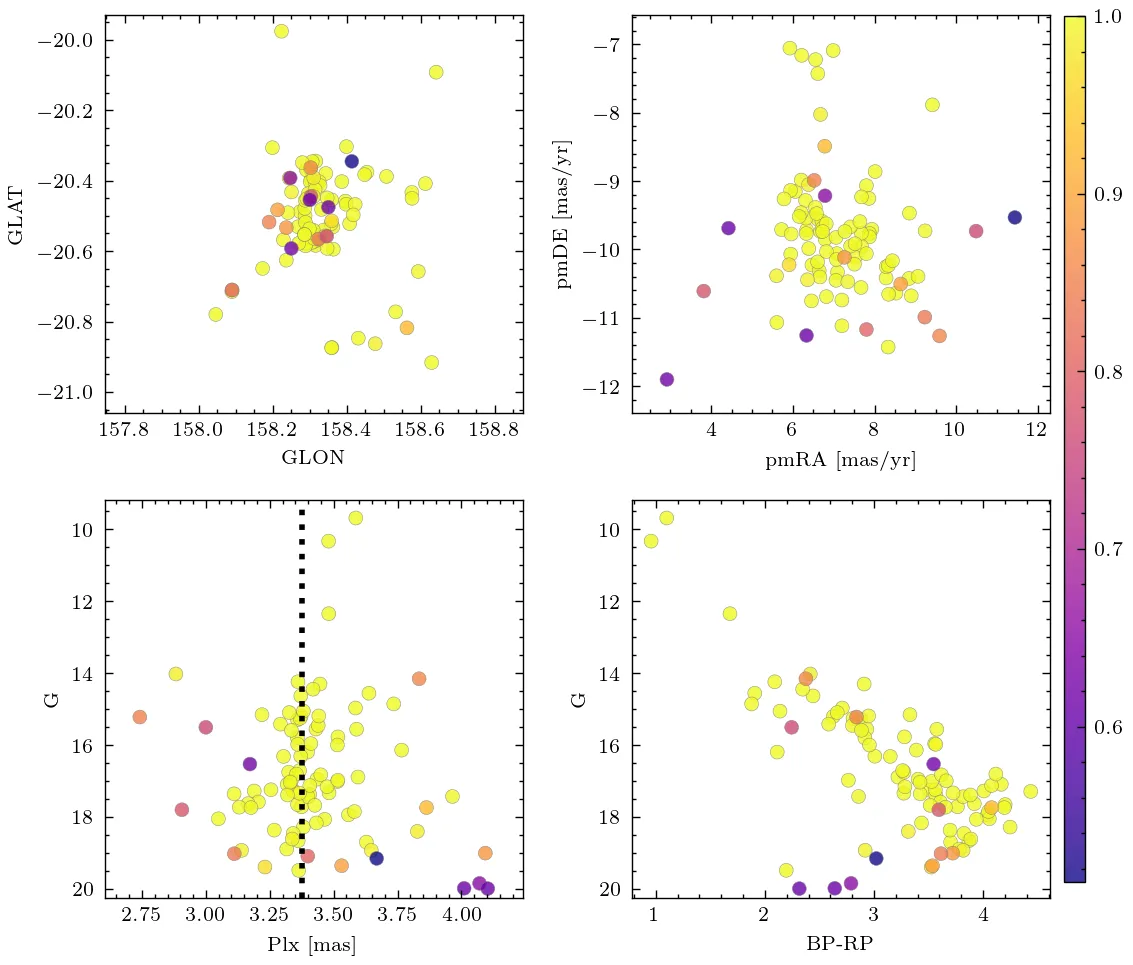 −20.0
−20.2
−20.4
−20.6
−20.8
−21.0
GLAT
157.8 158.0 158.2 158.4 158.6 158.8
GLON
−7
−8
−9
−10
−11
−12
pmDE [mas/yr]
4 6 8 10 12
pmRA [mas/yr]
1.0
0.9
0.8
0.7
0.6
10
12
14
16
18
20
G
2.75 3.00 3.25 3.50 3.75 4.00
Plx [mas]
10
12
14
16
18
20
G
1 2 3 4
BP-RP